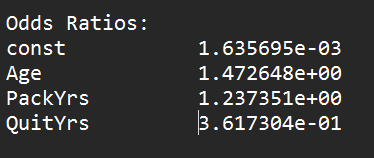 Odds Ratios:
const 1.635695e-03
Age 1.472648e+00
PackYrs 1.237351e+00
QuitYrs 3.617304e-01